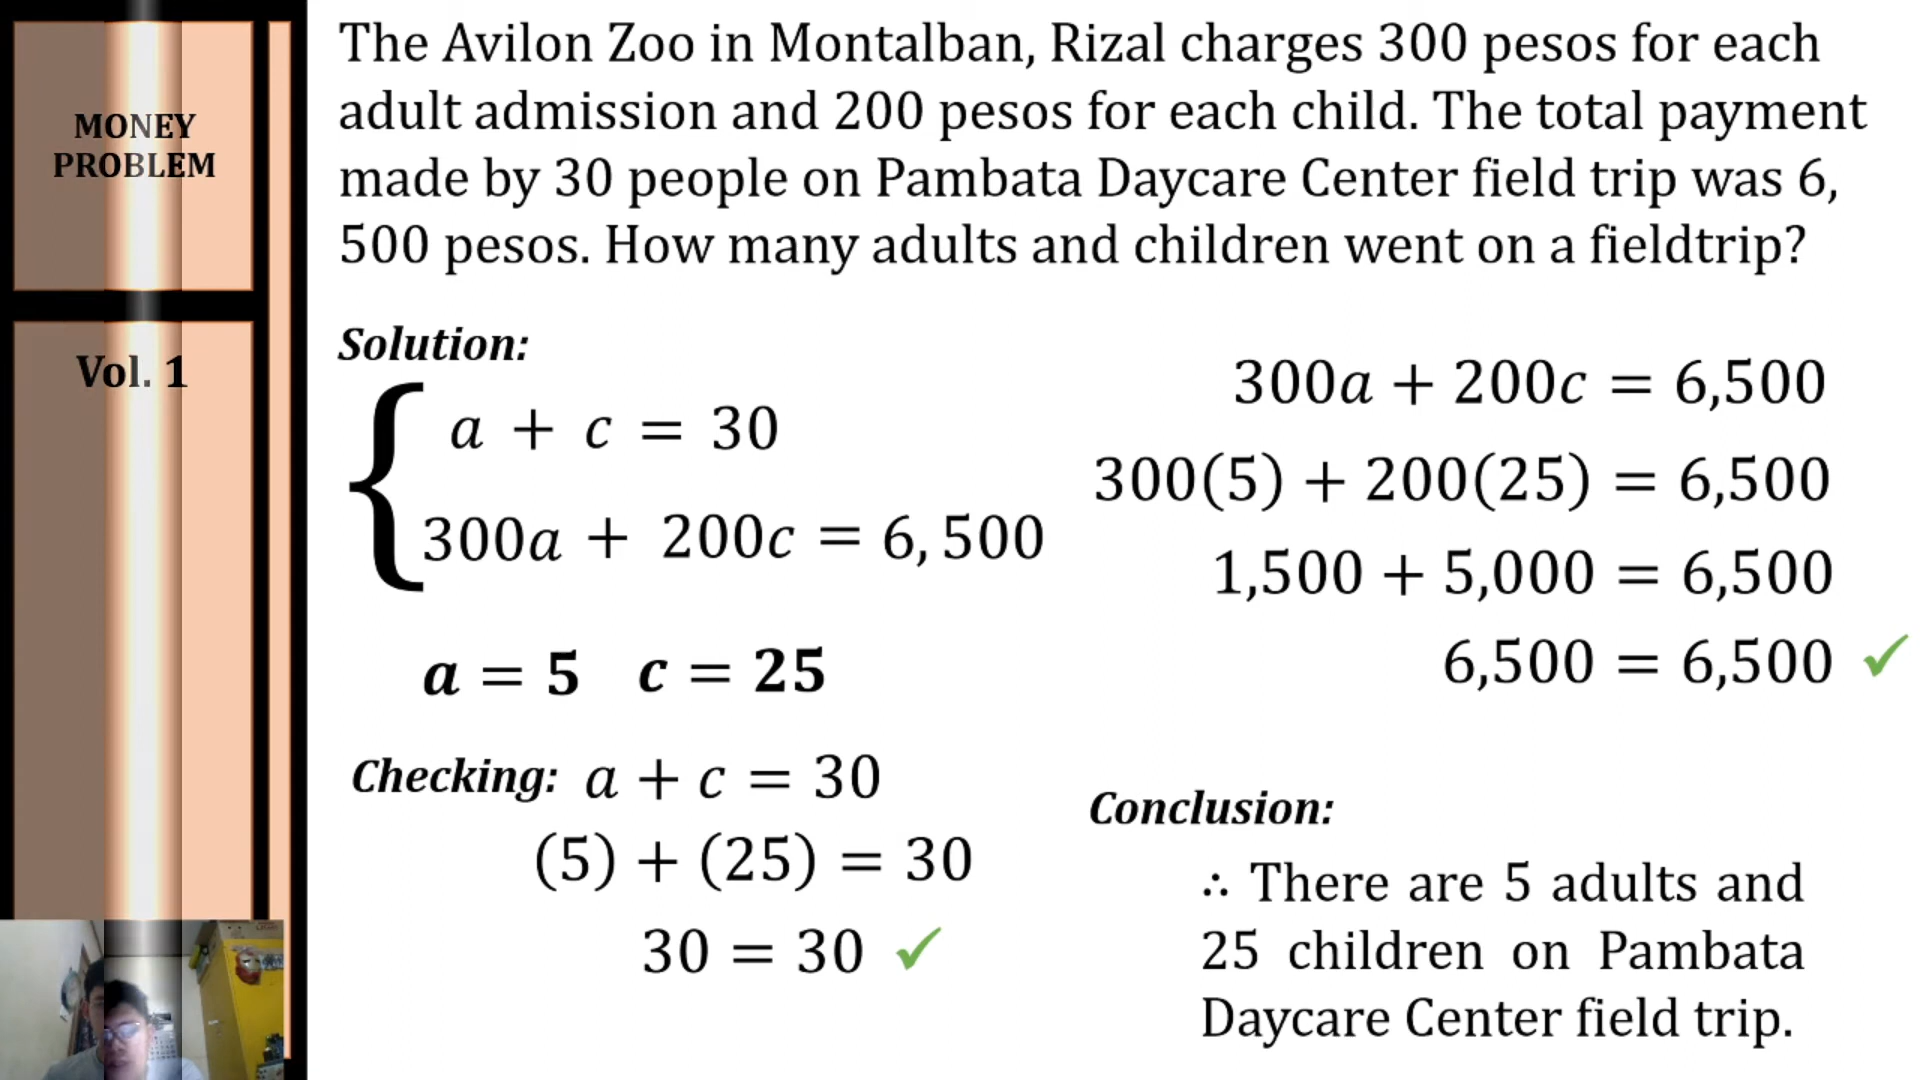 MONEY
PROBLEM
Vol. 1
The Avilon Zoo in Montalban, Rizal charges 300 pesos for each
adult admission and 200 pesos for each child. The total payment
made by 30 people on Pambata Daycare Center field trip was 6,
500 pesos. How many adults and children went on a fieldtrip?
Solution:
a + c = 30
300a + 200c = 6, 500
a = 5 c = 25
Checking: a + c = 30
(5) + (25) = 30
30 = 30 ✓
300a + 200c = 6,500
300(5) + 200(25) = 6,500
1,500 + 5,000 = 6,500
6,500 = 6,500 ✓
Conclusion:
∴ There are 5 adults and
25 children on Pambata
Daycare Center field trip.